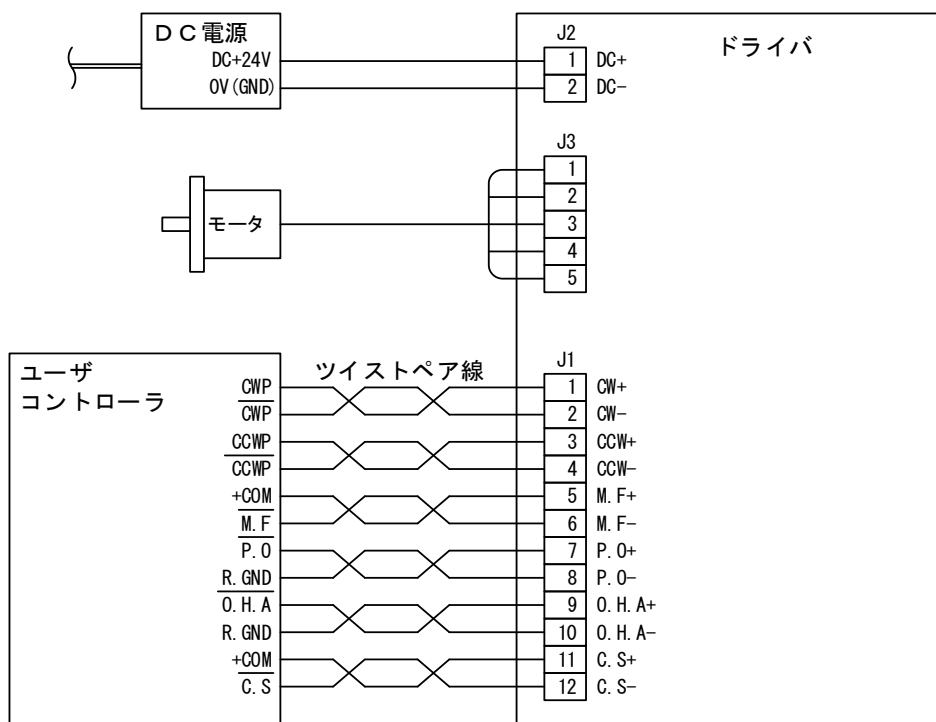 DC電源
DC+24V
0V(GND)
J2
1 DC+
2 DC-
ドライバ
J3
1
2
3
4
5
モータ
ユーザ
コントローラ
ツイストペア線
J1
CWP 1 CW+
CWP 2 CW-
CCWP 3 CCW+
CCWP 4 CCW-
+COM 5 M.F+
M.F 6 M.F-
P.O 7 P.O+
R.GND 8 P.O-
O.H.A 9 O.H.A+
R.GND 10 O.H.A-
+COM 11 C.S+
C.S 12 C.S-